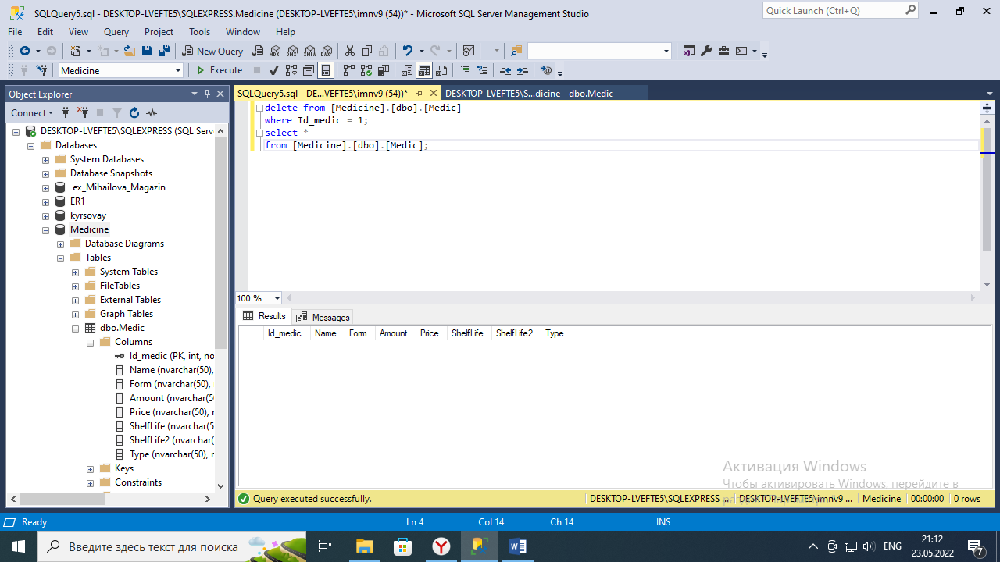 SQLQuery5.sql - DESKTOP-LVEFTE5\SQLEXPRESS.Medicine (DESKTOP-LVEFTE5\imnv9 (54))* - Microsoft SQL Server Management Studio
Quick Launch (Ctrl+Q)
File Edit View Query Project Tools Window Help
New Query
MDX DMX XMLA DAX
Medicine
Execute
Object Explorer
SQLQuery5.sql - DE...VEFTE5\imnv9 (54))*
DESKTOP-LVEFTE5\S...dicine - dbo.Medic
Connect
DESKTOP-LVEFTE5\SQLEXPRESS (SQL Serv
Databases
System Databases
Database Snapshots
ex_Mihailova_Magazin
ER1
kyrsovay
Medicine
Database Diagrams
Tables
System Tables
FileTables
External Tables
Graph Tables
dbo.Medic
Columns
Id_medic (PK, int, no
Name (nvarchar(50),
Form (nvarchar(50),
Amount (nvarchar(50
Price (nvarchar(50), r
ShelfLife (nvarchar(5
ShelfLife2 (nvarchar(
Type (nvarchar(50), r
Keys
Constraints
delete from [Medicine].[dbo].[Medic]
where Id_medic = 1;
select *
from [Medicine].[dbo].[Medic];
100 %
Results Messages
Id_medic Name Form Amount Price ShelfLife ShelfLife2 Type
Активация Windows
Чтобы активировать Windows, перейдите в
раздел "Параметры".
Query executed successfully.
DESKTOP-LVEFTE5\SQLEXPRESS ... DESKTOP-LVEFTE5\imnv9 ... Medicine 00:00:00 0 rows
Ready Ln 4 Col 14 Ch 14 INS
Введите здесь текст для поиска
ENG
21:12
23.05.2022
7